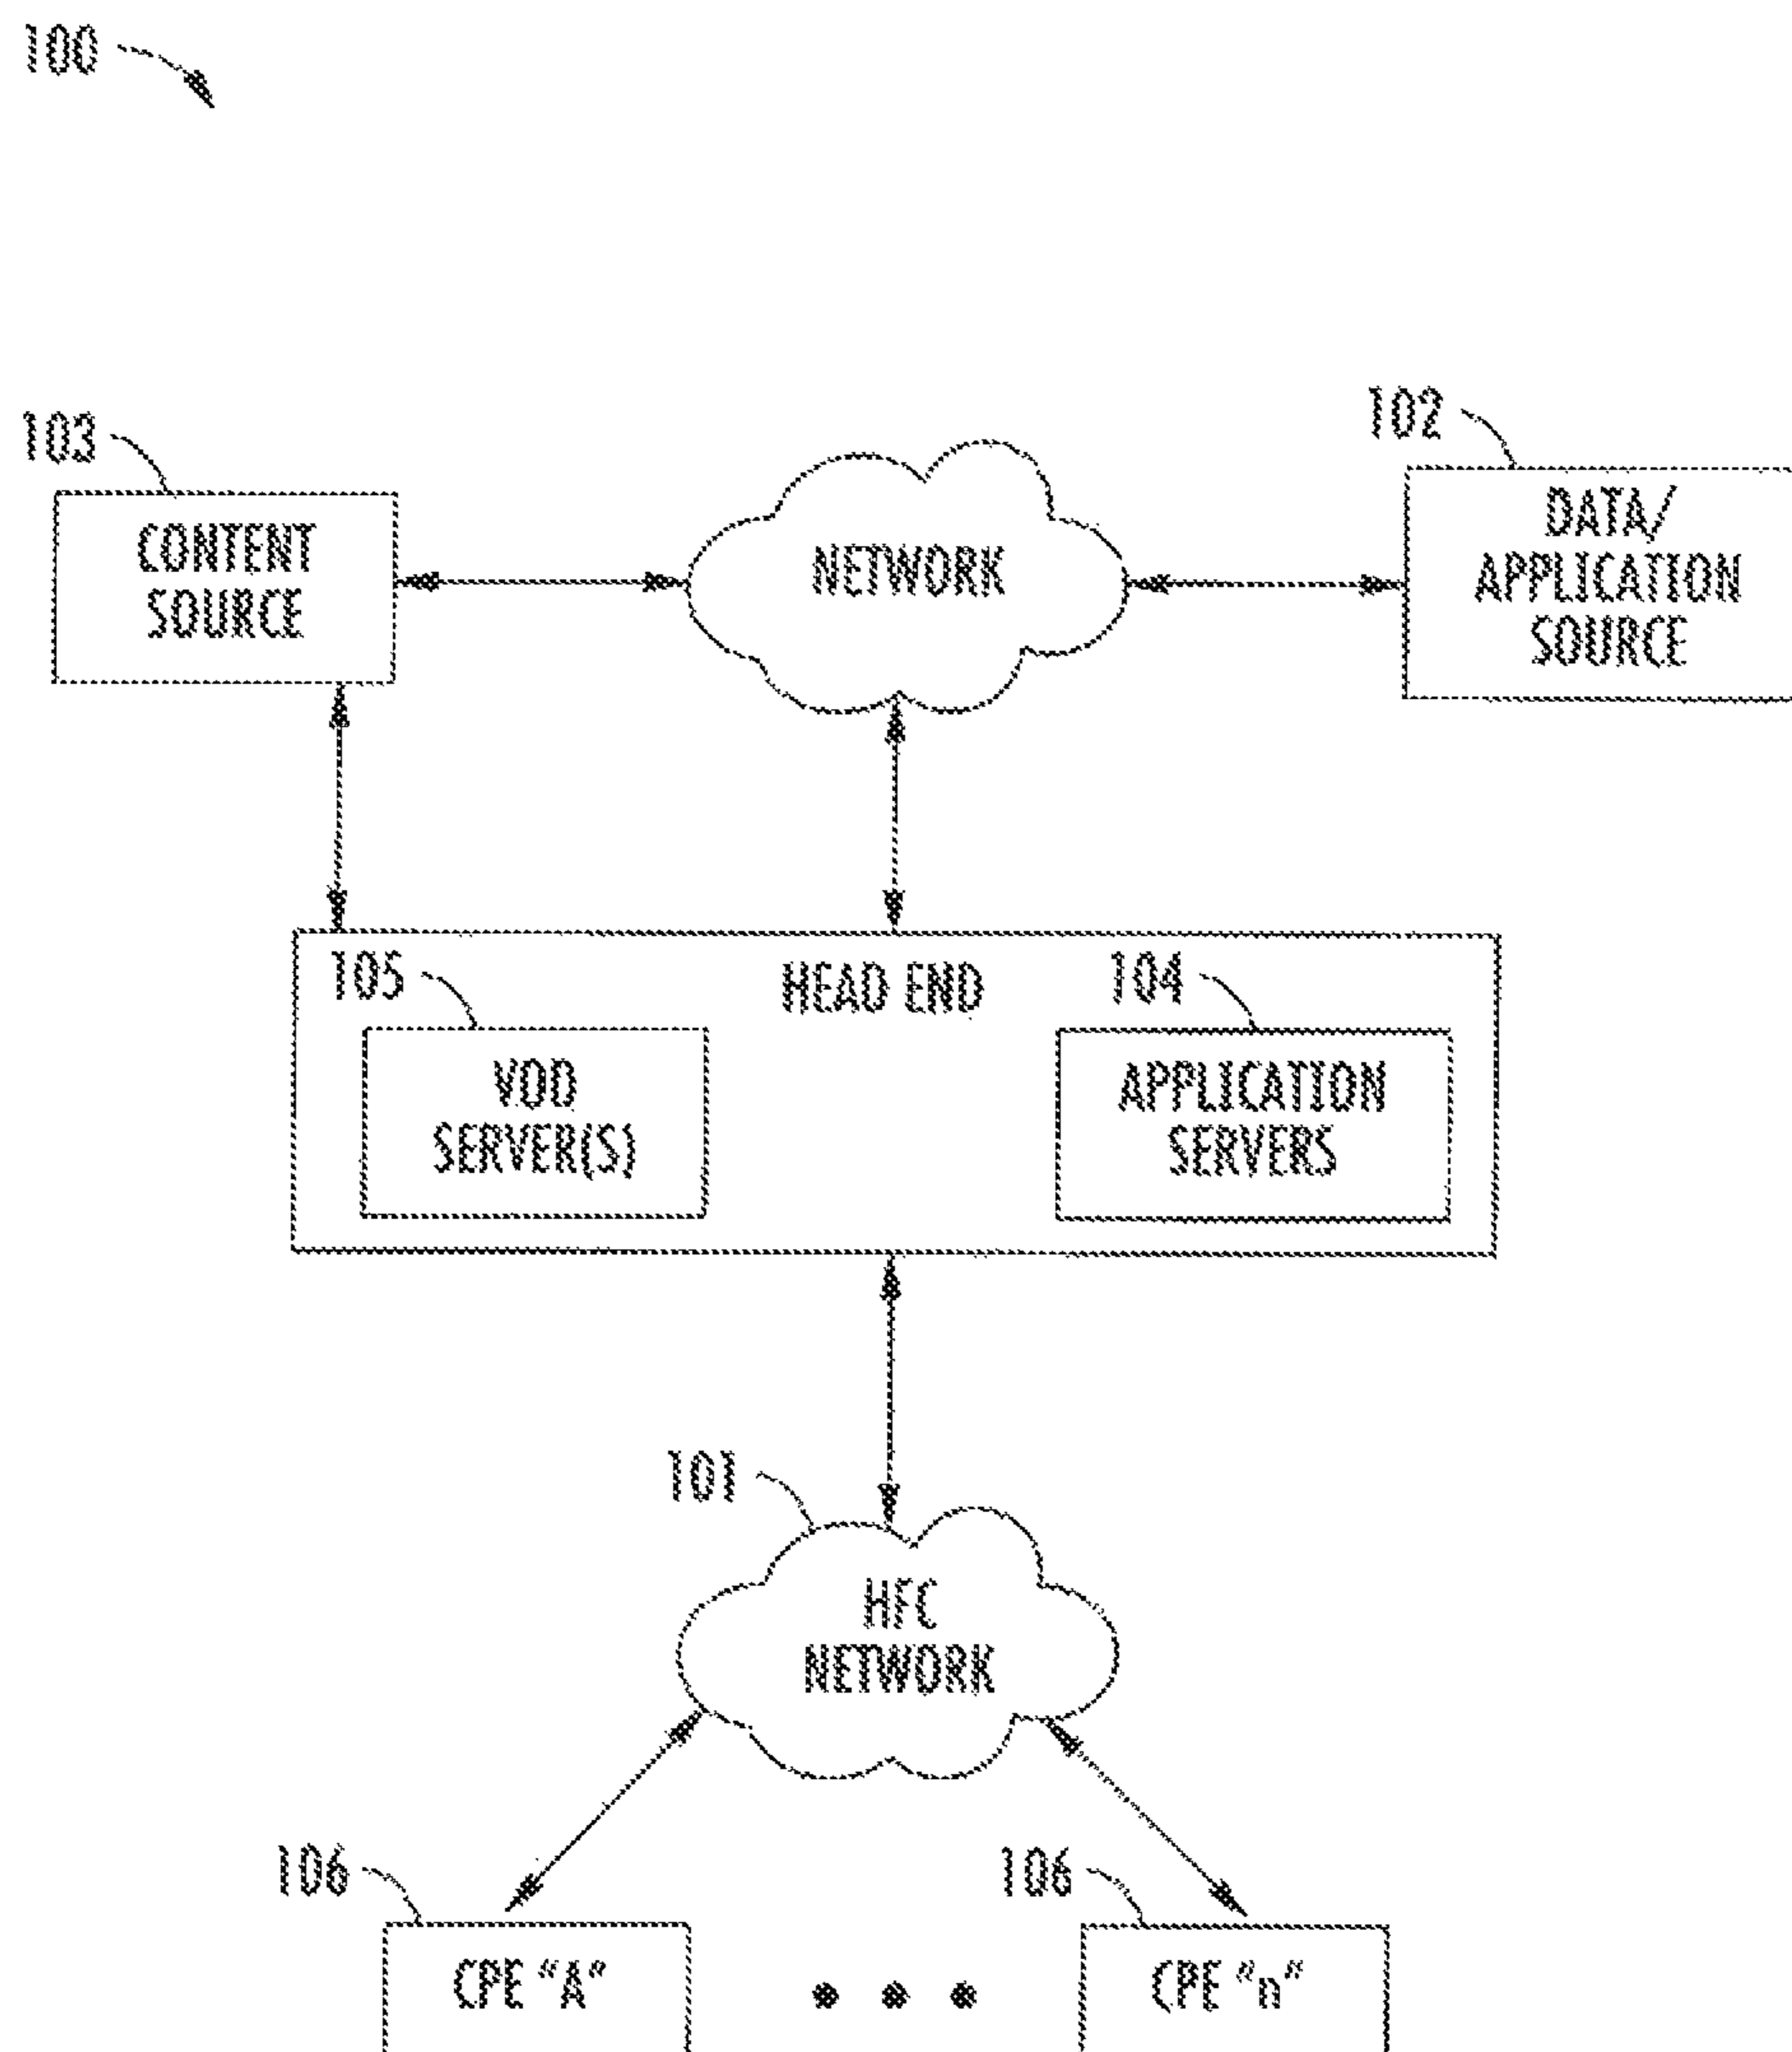 100
103
102
CONTENT
SOURCE
NETWORK
DATA/
APPLICATION
SOURCE
105
HEAD END
104
VOD
SERVER(S)
APPLICATION
SERVERS
101
HFC
NETWORK
106
106
CPE "A"
CPE "n"